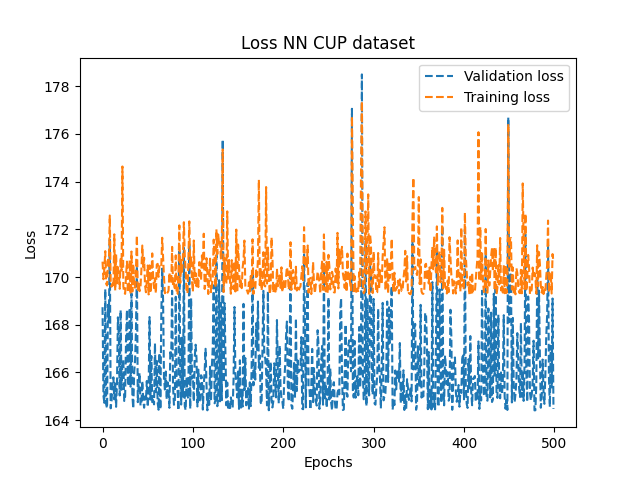 Loss NN CUP dataset
Validation loss
Training loss
178
176
174
172
170
168
166
164
Loss
0
100
200
300
400
500
Epochs